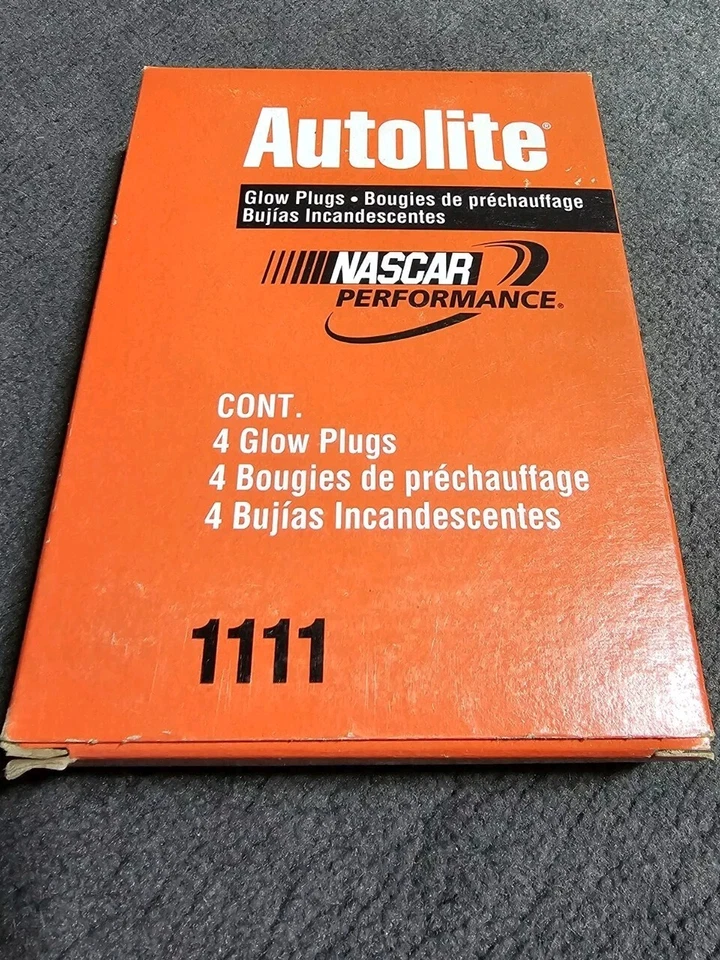 Autolite®
Glow Plugs • Bougies de préchauffage
Bujías Incandescentes
NASCAR
PERFORMANCE®
CONT.
4 Glow Plugs
4 Bougies de préchauffage
4 Bujías Incandescentes
1111